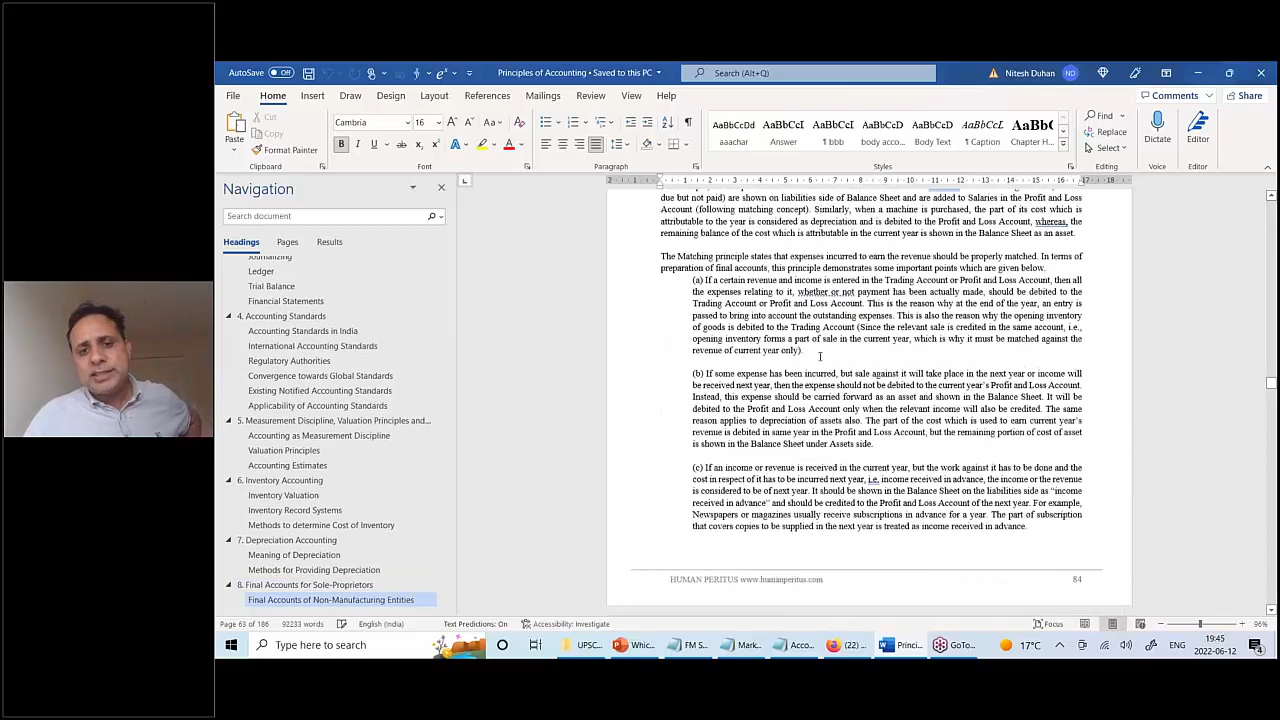 AutoSave Off
Principles of Accounting • Saved to this PC
Search (Alt+Q)
Nitesh Duhan ND
File Home Insert Draw Design Layout References Mailings Review View Help
Comments Share
Paste
Cut
Copy
Format Painter
Cambria 16
AaBbCcDd AaBbCcI AaBbCcI AaBbCcD AaBbCcD AaBbCcI AaBb(
aaachar Answer 1 bbb body acco... Body Text 1 Caption Chapter H...
Find
Replace
Select
Dictate
Editor
Clipboard Font Paragraph Styles Editing Voice Editor
Navigation
Search document
Headings Pages Results
Journalizing
Ledger
Trial Balance
Financial Statements
4. Accounting Standards
Accounting Standards in India
International Accounting Standards
Regulatory Authorities
Convergence towards Global Standards
Existing Notified Accounting Standards
Applicability of Accounting Standards
5. Measurement Discipline, Valuation Principles and...
Accounting as Measurement Discipline
Valuation Principles
Accounting Estimates
6. Inventory Accounting
Inventory Valuation
Inventory Record Systems
Methods to determine Cost of Inventory
7. Depreciation Accounting
Meaning of Depreciation
Methods for Providing Depreciation
8. Final Accounts for Sole-Proprietors
Final Accounts of Non-Manufacturing Entities
due but not paid) are shown on liabilities side of Balance Sheet and are added to Salaries in the Profit and Loss
Account (following matching concept). Similarly, when a machine is purchased, the part of its cost which is
attributable to the year is considered as depreciation and is debited to the Profit and Loss Account, whereas, the
remaining balance of the cost which is attributable in the current year is shown in the Balance Sheet as an asset.
The Matching principle states that expenses incurred to earn the revenue should be properly matched. In terms of
preparation of final accounts, this principle demonstrates some important points which are given below.
(a) If a certain revenue and income is entered in the Trading Account or Profit and Loss Account, then all
the expenses relating to it, whether or not payment has been actually made, should be debited to the
Trading Account or Profit and Loss Account. This is the reason why at the end of the year, an entry is
passed to bring into account the outstanding expenses. This is also the reason why the opening inventory
of goods is debited to the Trading Account (Since the relevant sale is credited in the same account, i.e.,
opening inventory forms a part of sale in the current year, which is why it must be matched against the
revenue of current year only).
(b) If some expense has been incurred, but sale against it will take place in the next year or income will
be received next year, then the expense should not be debited to the current year's Profit and Loss Account.
Instead, this expense should be carried forward as an asset and shown in the Balance Sheet. It will be
debited to the Profit and Loss Account only when the relevant income will also be credited. The same
reason applies to depreciation of assets also. The part of the cost which is used to earn current year's
revenue is debited in same year in the Profit and Loss Account, but the remaining portion of cost of asset
is shown in the Balance Sheet under Assets side.
(c) If an income or revenue is received in the current year, but the work against it has to be done and the
cost in respect of it has to be incurred next year, i.e, income received in advance, the income or the revenue
is considered to be of next year. It should be shown in the Balance Sheet on the liabilities side as "income
received in advance" and should be credited to the Profit and Loss Account of the next year. For example,
Newspapers or magazines usually receive subscriptions in advance for a year. The part of subscription
that covers copies to be supplied in the next year is treated as income received in advance.
HUMAN PERITUS www.humanperitus.com 84
Page 63 of 186 92233 words English (India) Text Predictions: On Accessibility: Investigate
Focus 96%
Type here to search
UPSC... Whic... FM S... Mark... Acco... (22) ... Princi... GoTo...
17°C ENG 19:45
2022-06-12